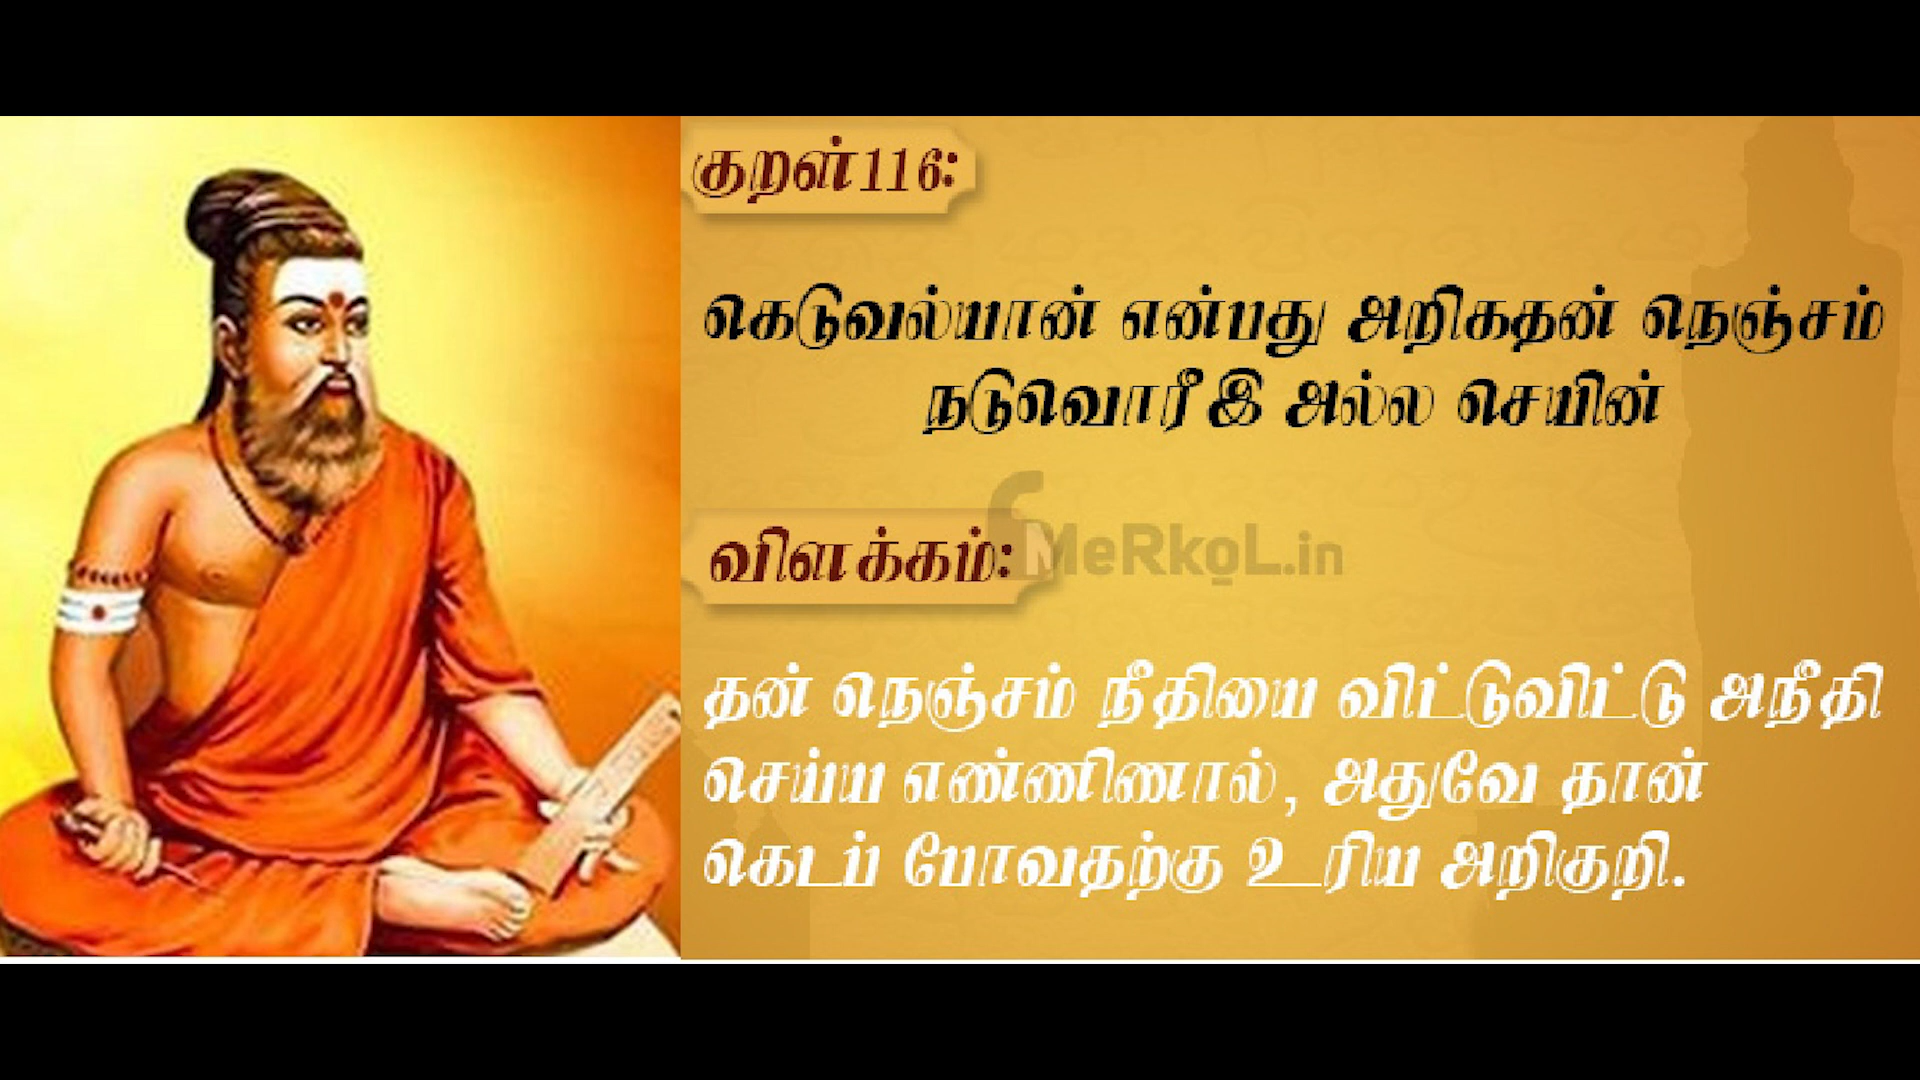 குறள் 116:
கெடுவல்யான் என்பது அறிகதன் நெஞ்சம்
நடுவொரீஇ அல்ல செயின்
விளக்கம்:
MeRkoL.in
தன் நெஞ்சம் நீதியை விட்டுவிட்டு அநீதி
செய்ய எண்ணிணால், அதுவே தான்
கெடப் போவதற்கு உரிய அறிகுறி.